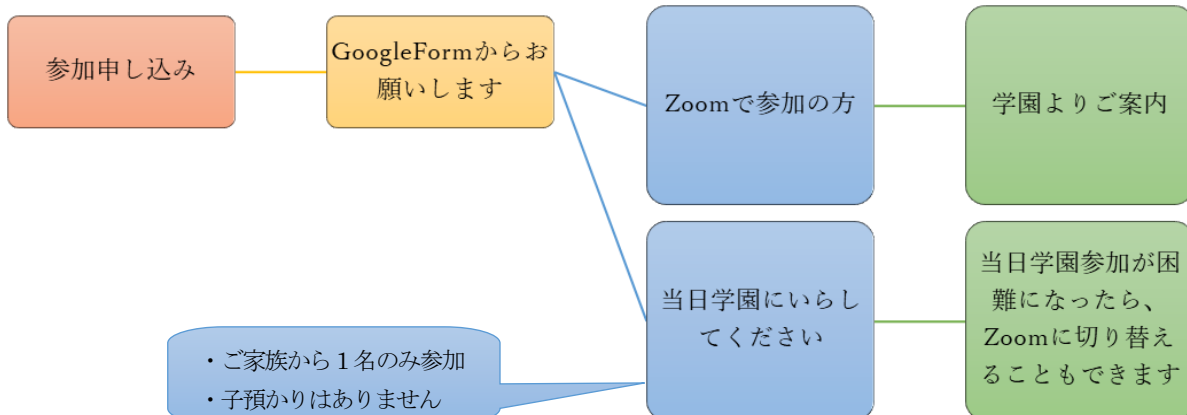 参加申し込み
GoogleFormからお
願いします
Zoomで参加の方
学園よりご案内
当日学園にいらし
てください
当日学園参加が困
難になったら、
Zoomに切り替え
ることもできます
・ご家族から１名のみ参加
・子預かりはありません